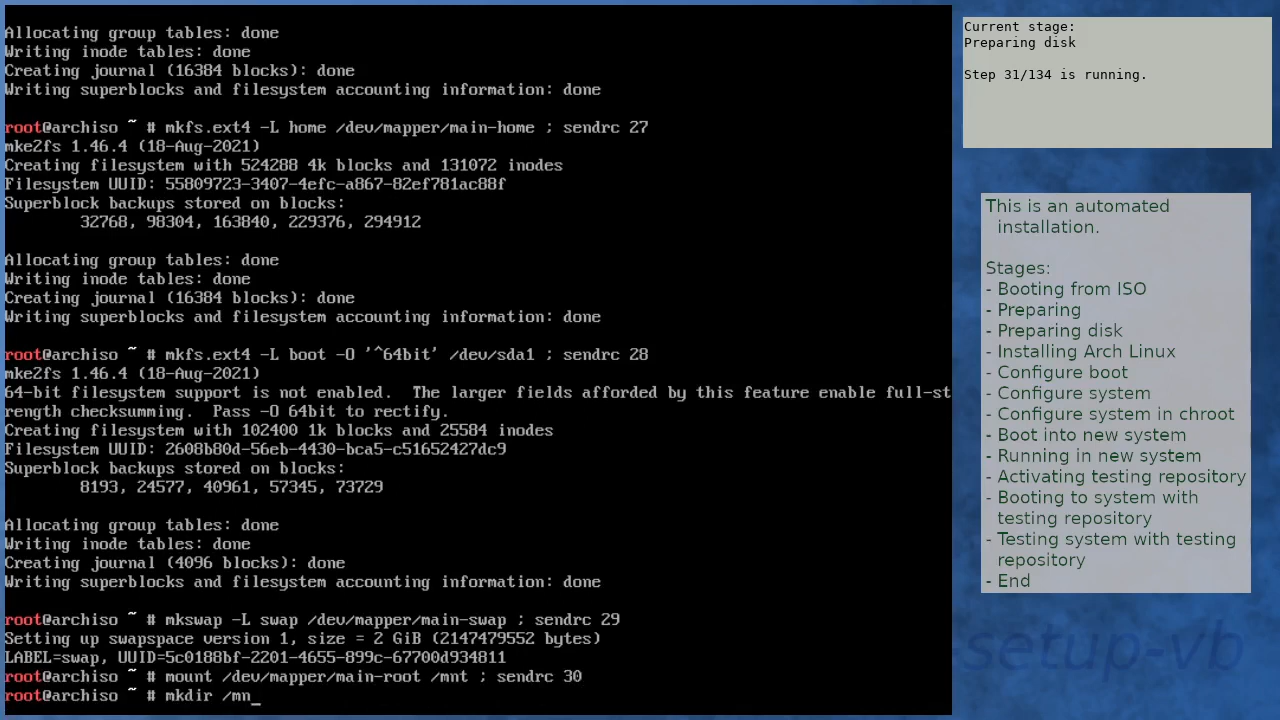 Allocating group tables: done
Writing inode tables: done
Creating journal (16384 blocks): done
Writing superblocks and filesystem accounting information: done
root@archiso ~ # mkfs.ext4 -L home /dev/mapper/main-home ; sendrc 27
mke2fs 1.46.4 (18-Aug-2021)
Creating filesystem with 524288 4k blocks and 131072 inodes
Filesystem UUID: 55809723-3407-4efc-a867-82ef781ac88f
Superblock backups stored on blocks:
32768, 98304, 163840, 229376, 294912
Allocating group tables: done
Writing inode tables: done
Creating journal (16384 blocks): done
Writing superblocks and filesystem accounting information: done
root@archiso ~ # mkfs.ext4 -L boot -O '^64bit' /dev/sda1 ; sendrc 28
mke2fs 1.46.4 (18-Aug-2021)
64-bit filesystem support is not enabled.  The larger fields afforded by this feature enable full-st
rength checksumming.  Pass -O 64bit to rectify.
Creating filesystem with 102400 1k blocks and 25584 inodes
Filesystem UUID: 2608b80d-56eb-4430-bca5-c51652427dc9
Superblock backups stored on blocks:
8193, 24577, 40961, 57345, 73729
Allocating group tables: done
Writing inode tables: done
Creating journal (4096 blocks): done
Writing superblocks and filesystem accounting information: done
root@archiso ~ # mkswap -L swap /dev/mapper/main-swap ; sendrc 29
Setting up swapspace version 1, size = 2 GiB (2147479552 bytes)
LABEL=swap, UUID=5c0188bf-2201-4655-899c-67700d934811
root@archiso ~ # mount /dev/mapper/main-root /mnt ; sendrc 30
root@archiso ~ # mkdir /mn_
Current stage:
Preparing disk
Step 31/134 is running.
This is an automated
installation.
Stages:
- Booting from ISO
- Preparing
- Preparing disk
- Installing Arch Linux
- Configure boot
- Configure system
- Configure system in chroot
- Boot into new system
- Running in new system
- Activating testing repository
- Booting to system with
testing repository
- Testing system with testing
repository
- End
setup-vb